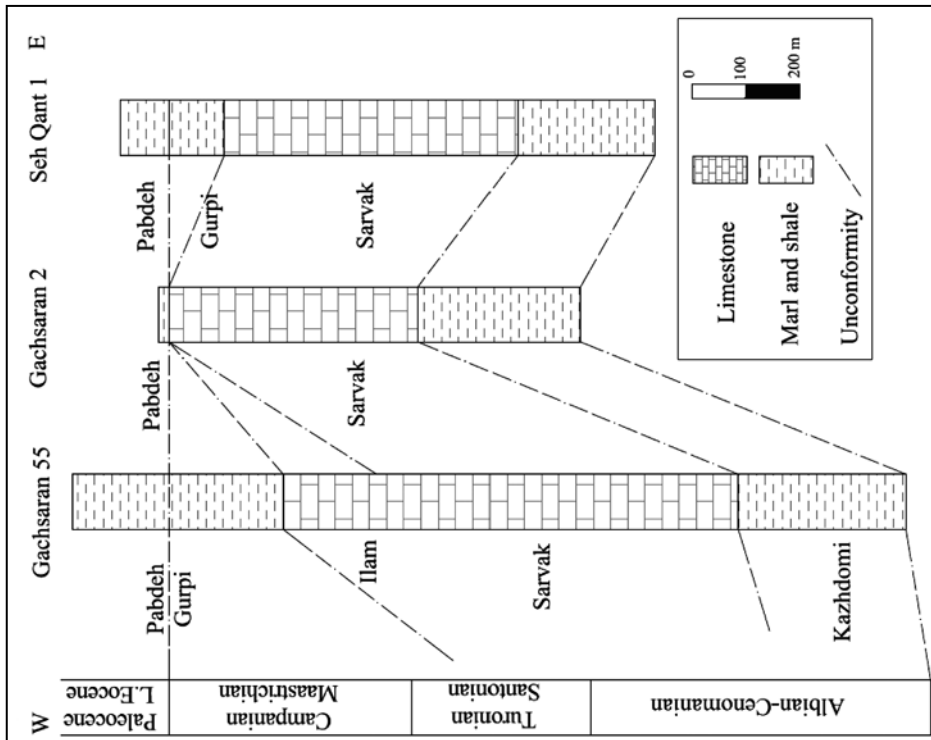 W
E
Gachsaran 55
Gachsaran 2
Seh Qant 1
Paleocene
L.Eocene
Campanian
Maastrichian
Turonian
Santonian
Albian-Cenomanian
Pabdeh
Gurpi
Ilam
Sarvak
Kazhdomi
Pabdeh
Sarvak
Pabdeh
Gurpi
Sarvak
Limestone
Marl and shale
Unconformity
0
100
200 m